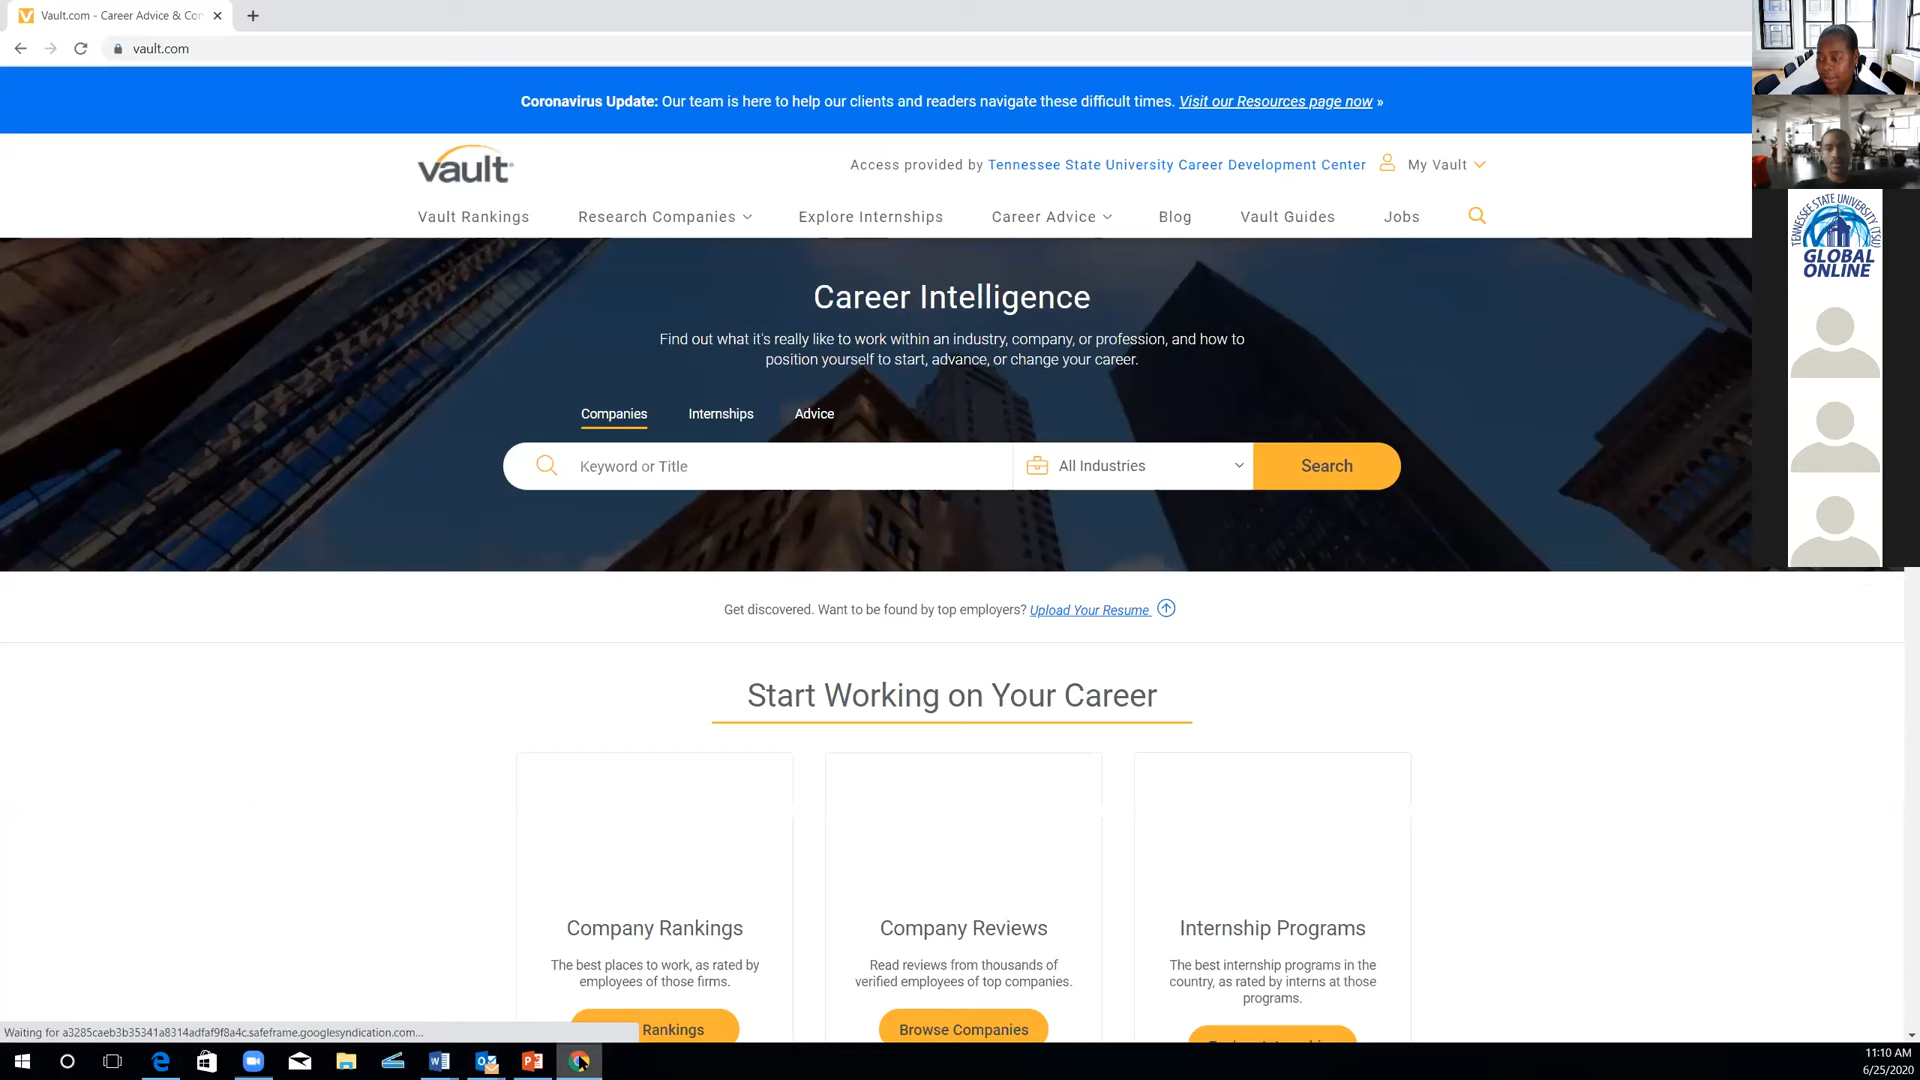 Vault.com - Career Advice & Cor
vault.com
Coronavirus Update: Our team is here to help our clients and readers navigate these difficult times. Visit our Resources page now »
vault
Access provided by Tennessee State University Career Development Center
My Vault
Vault Rankings
Research Companies
Explore Internships
Career Advice
Blog
Vault Guides
Jobs
TENNESSEE STATE UNIVERSITY (TSU)
GLOBAL
ONLINE
Career Intelligence
Find out what it's really like to work within an industry, company, or profession, and how to
position yourself to start, advance, or change your career.
Companies
Internships
Advice
Keyword or Title
All Industries
Search
Get discovered. Want to be found by top employers? Upload Your Resume
Start Working on Your Career
Company Rankings
The best places to work, as rated by
employees of those firms.
Rankings
Company Reviews
Read reviews from thousands of
verified employees of top companies.
Browse Companies
Internship Programs
The best internship programs in the
country, as rated by interns at those
programs.
Waiting for a3285caeb3b35341a8314adfaf9f8a4c.safeframe.googlesyndication.com...
11:10 AM
6/25/2020